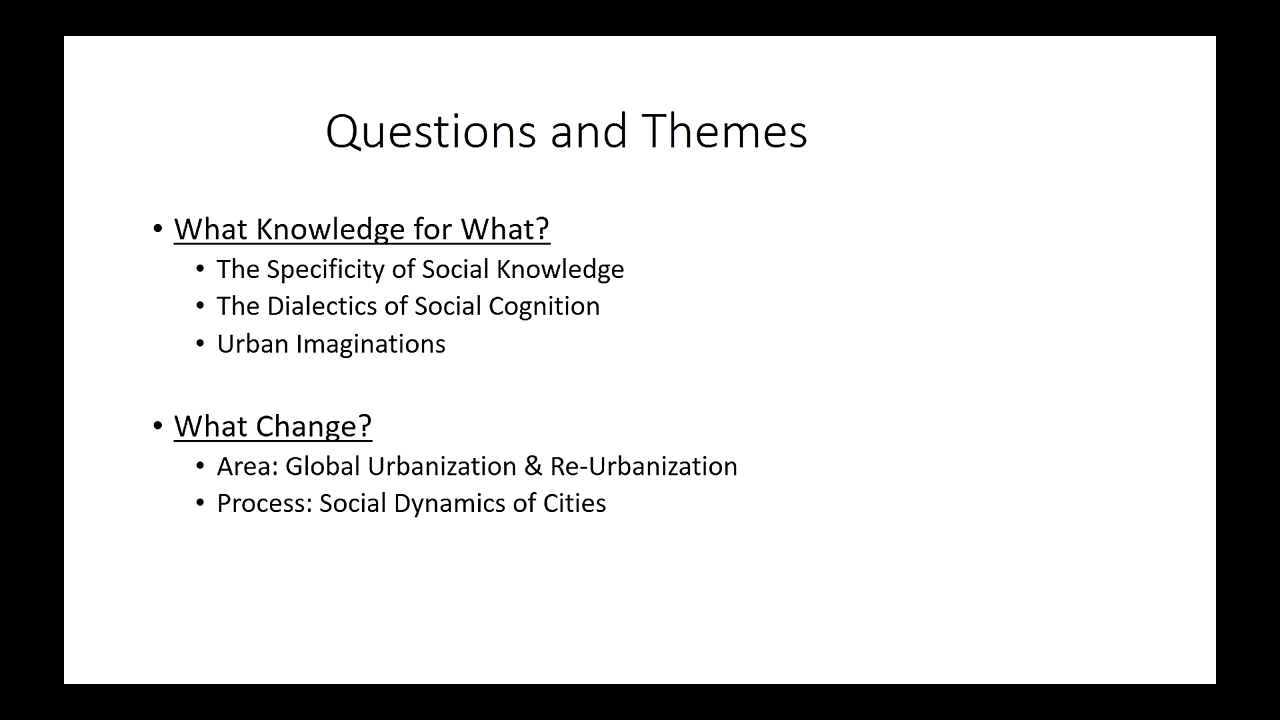 Questions and Themes
• What Knowledge for What?
• The Specificity of Social Knowledge
• The Dialectics of Social Cognition
• Urban Imaginations
• What Change?
• Area: Global Urbanization & Re-Urbanization
• Process: Social Dynamics of Cities